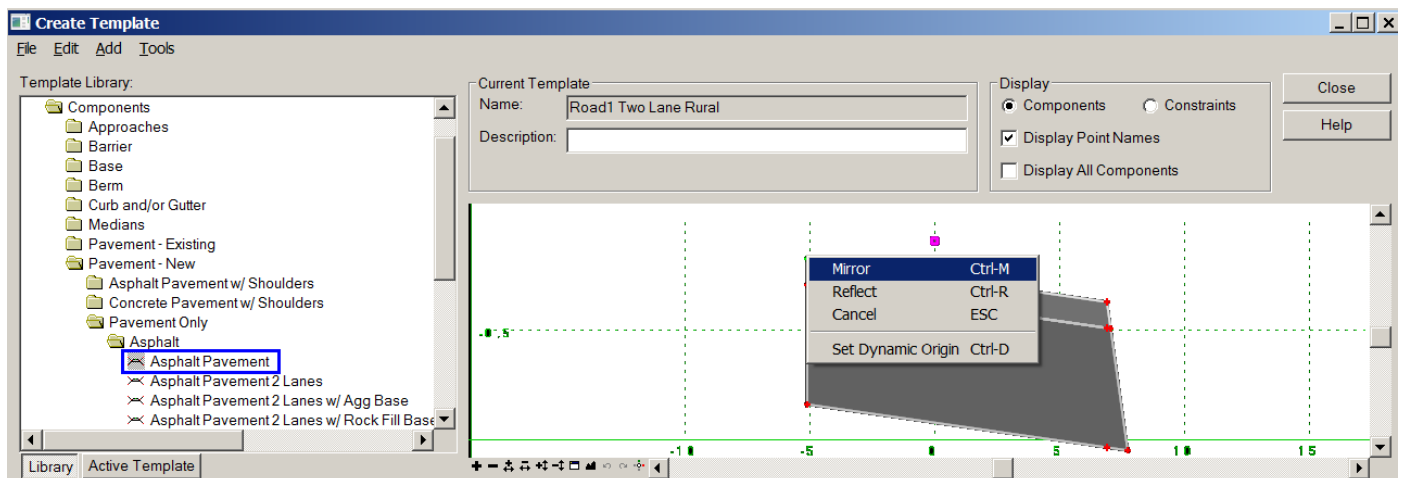 Create Template
File Edit Add Tools
Template Library:
Components
Approaches
Barrier
Base
Berm
Curb and/or Gutter
Medians
Pavement - Existing
Pavement - New
Asphalt Pavement w/ Shoulders
Concrete Pavement w/ Shoulders
Pavement Only
Asphalt
Asphalt Pavement
Asphalt Pavement 2 Lanes
Asphalt Pavement 2 Lanes w/ Agg Base
Asphalt Pavement 2 Lanes w/ Rock Fill Base
Library Active Template
Current Template
Name: Road1 Two Lane Rural
Description:
Display
Components Constraints
Display Point Names
Display All Components
Close
Help
Mirror Ctrl-M
Reflect Ctrl-R
Cancel ESC
Set Dynamic Origin Ctrl-D
-0.5
-10 -5 0 5 10 15